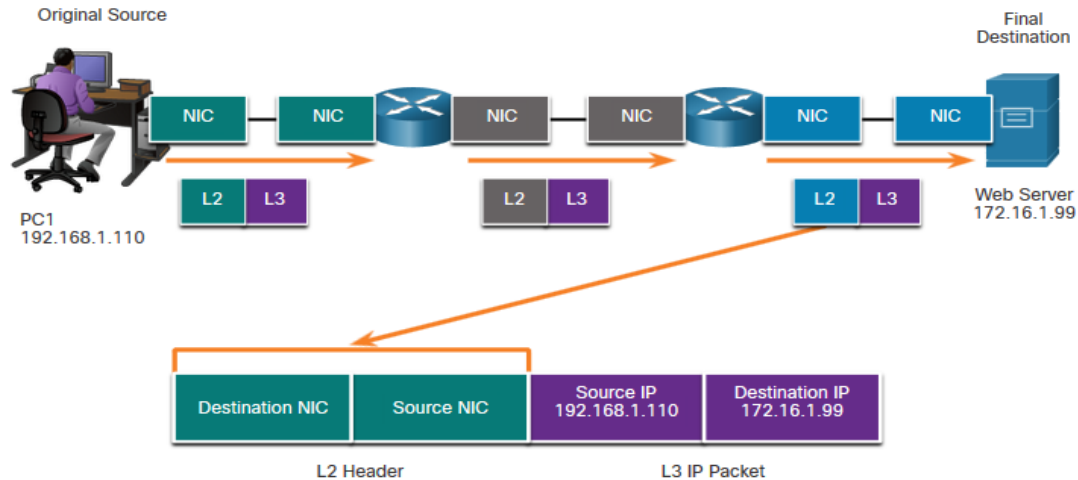 Original Source
Final
Destination
NIC
NIC
NIC
NIC
NIC
NIC
L2
L3
L2
L3
L2
L3
PC1
192.168.1.110
Web Server
172.16.1.99
Destination NIC
Source NIC
Source IP
192.168.1.110
Destination IP
172.16.1.99
L2 Header
L3 IP Packet